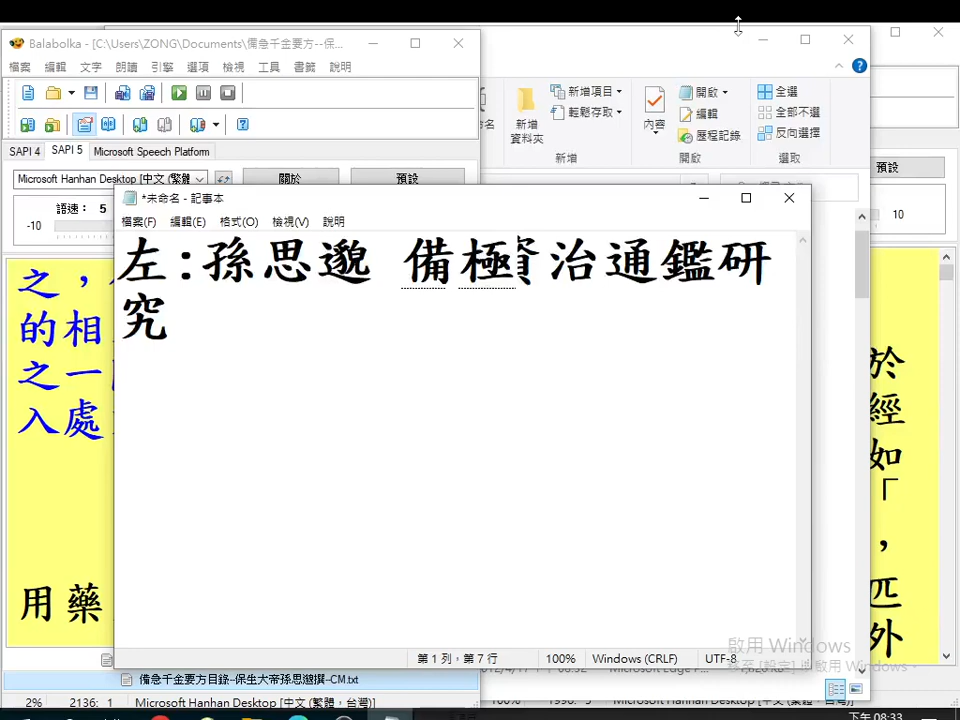 Balabolka - [C:\Users\ZONG\Documents\備急千金要方--保...
檔案 編輯 文字 朗讀 引擎 選項 檢視 工具 書籤 說明
SAPI 4 SAPI 5 Microsoft Speech Platform
Microsoft Hanhan Desktop [中文 (繁體
關於
預設
語速： 5
-10
之，
的相
之一
入處
用藥
備急千金要方目錄--保生大帝孫思邈撰--CM.txt
2% 2136: 1 Microsoft Hanhan Desktop [中文 (繁體，台灣)]
新增資料夾
新增項目
輕鬆存取
新增
內容
開啟
編輯
歷程記錄
開啟
全選
全部不選
反向選擇
選取
預設
10
*未命名 - 記事本
檔案(F) 編輯(E) 格式(O) 檢視(V) 說明
左:孫思邈 備極資治通鑑研
究
第 1 列，第 7 行 100% Windows (CRLF) UTF-8
於
經
如
「
，
匹
外
啟用 Windows
移至 [設定] 以啟用 Windows。
下午 08:33